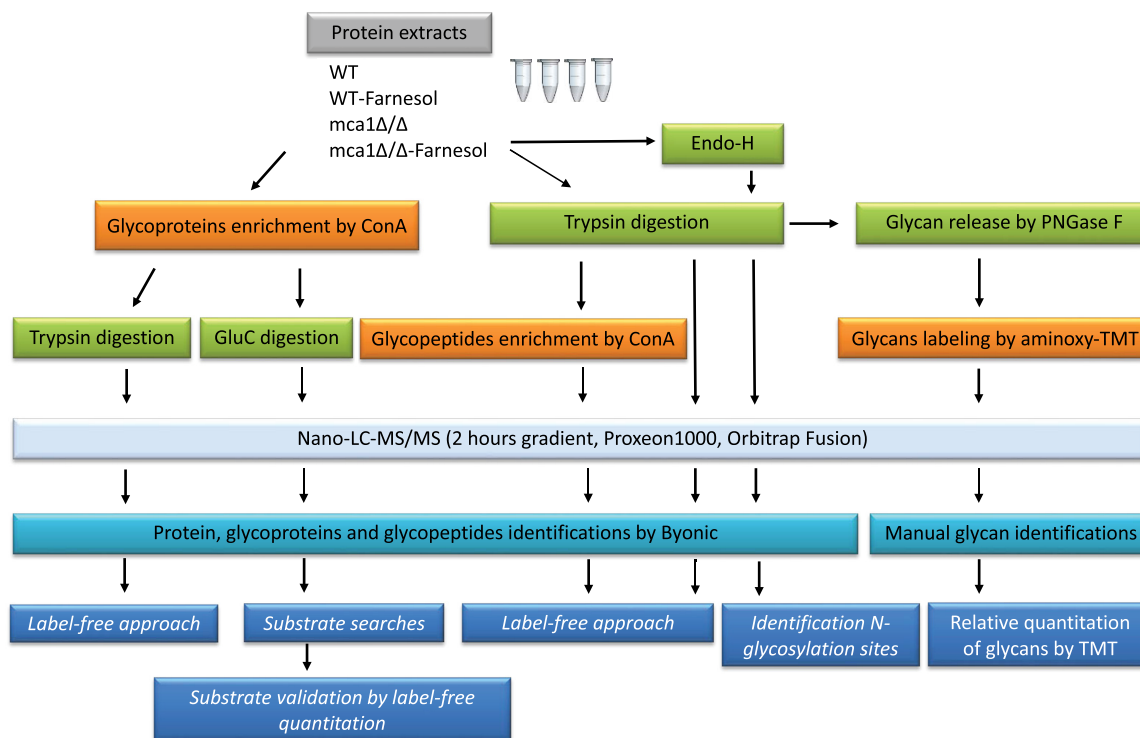 Protein extracts
WT
WT-Farnesol
mca1Δ/Δ
mca1Δ/Δ-Farnesol
Endo-H
Glycoproteins enrichment by ConA
Trypsin digestion
Glycan release by PNGase F
Trypsin digestion
GluC digestion
Glycopeptides enrichment by ConA
Glycans labeling by aminoxy-TMT
Nano-LC-MS/MS (2 hours gradient, Proxeon1000, Orbitrap Fusion)
Protein, glycoproteins and glycopeptides identifications by Byonic
Manual glycan identifications
Label-free approach
Substrate searches
Label-free approach
Identification N-
glycosylation sites
Relative quantitation
of glycans by TMT
Substrate validation by label-free
quantitation